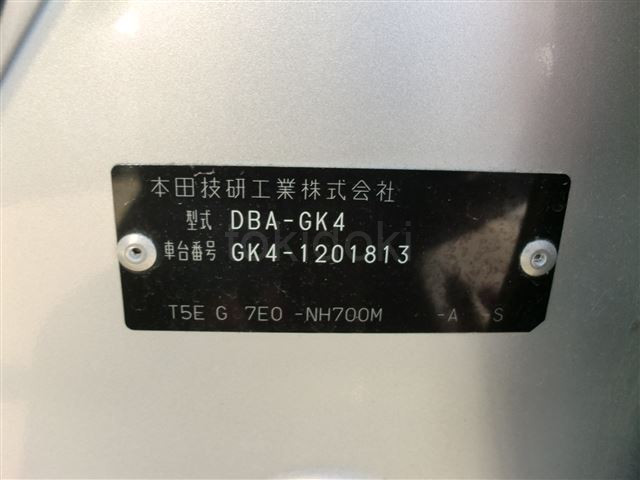 本田技研工業株式会社
型式 DBA-GK4
車台番号 GK4-1201813
tokidoki
T5E G 7E0 -NH700M -A -S